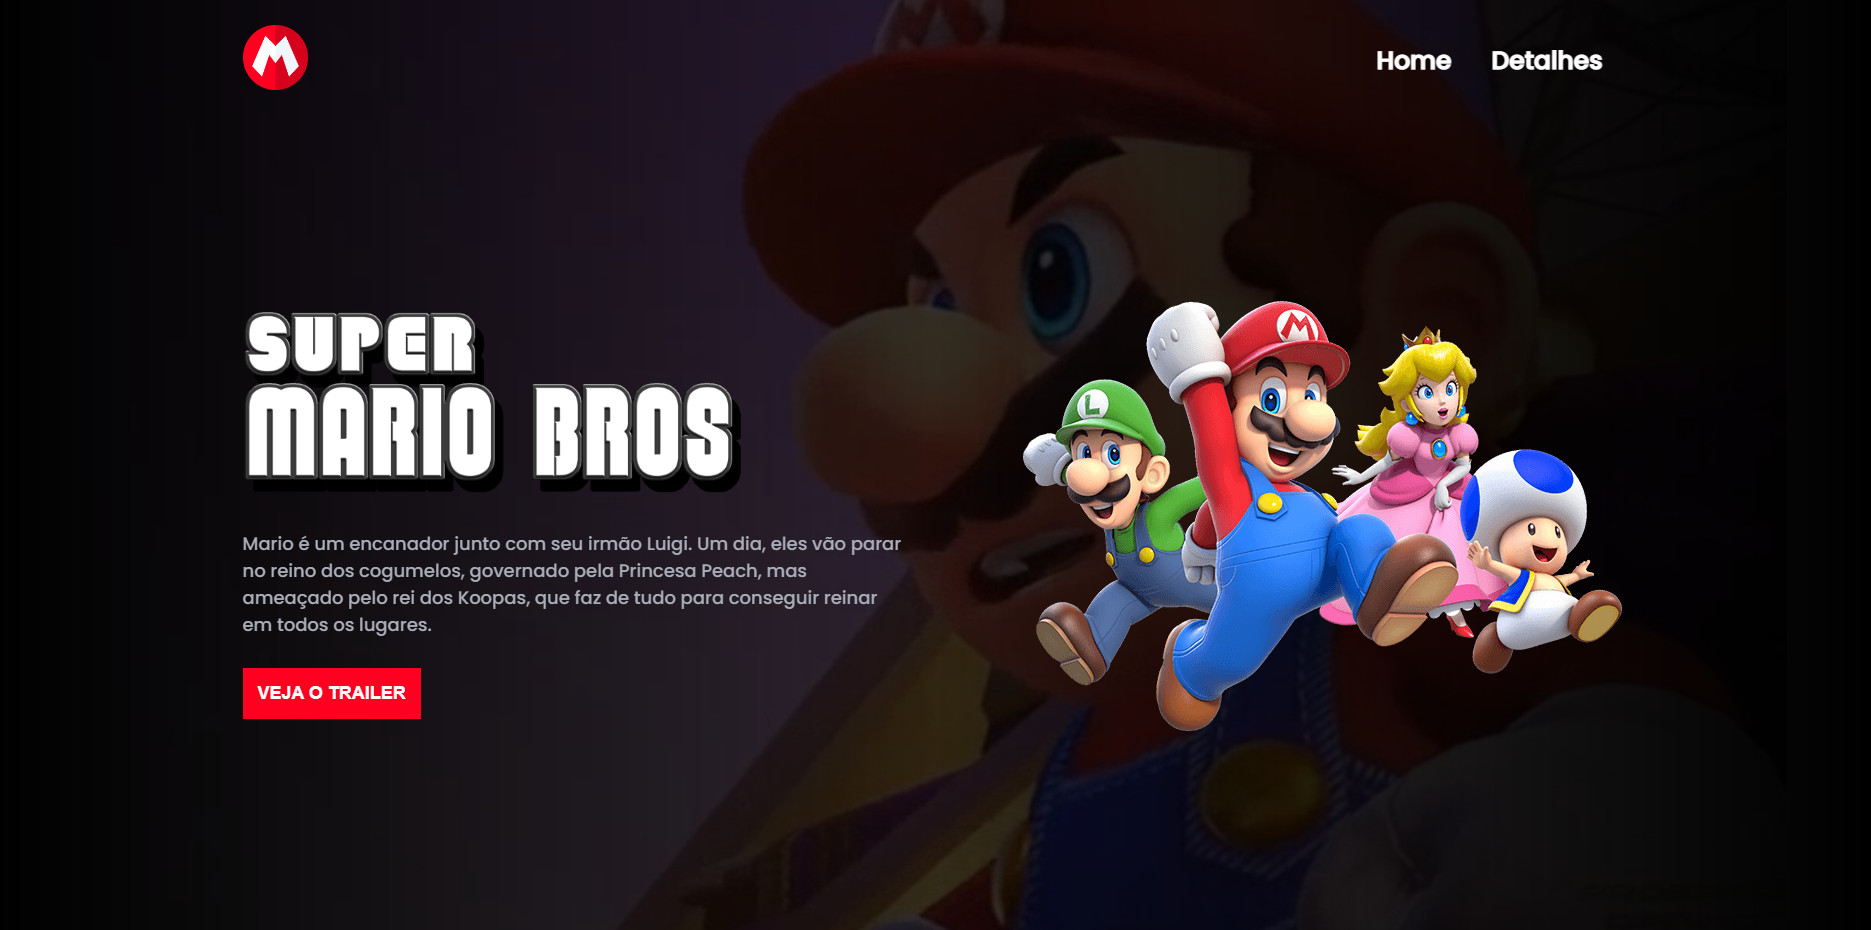 M
Home Detalhes
SUPER
MARIO BROS
Mario é um encanador junto com seu irmão Luigi. Um dia, eles vão parar
no reino dos cogumelos, governado pela Princesa Peach, mas
ameaçado pelo rei dos Koopas, que faz de tudo para conseguir reinar
em todos os lugares.
VEJA O TRAILER
M
L